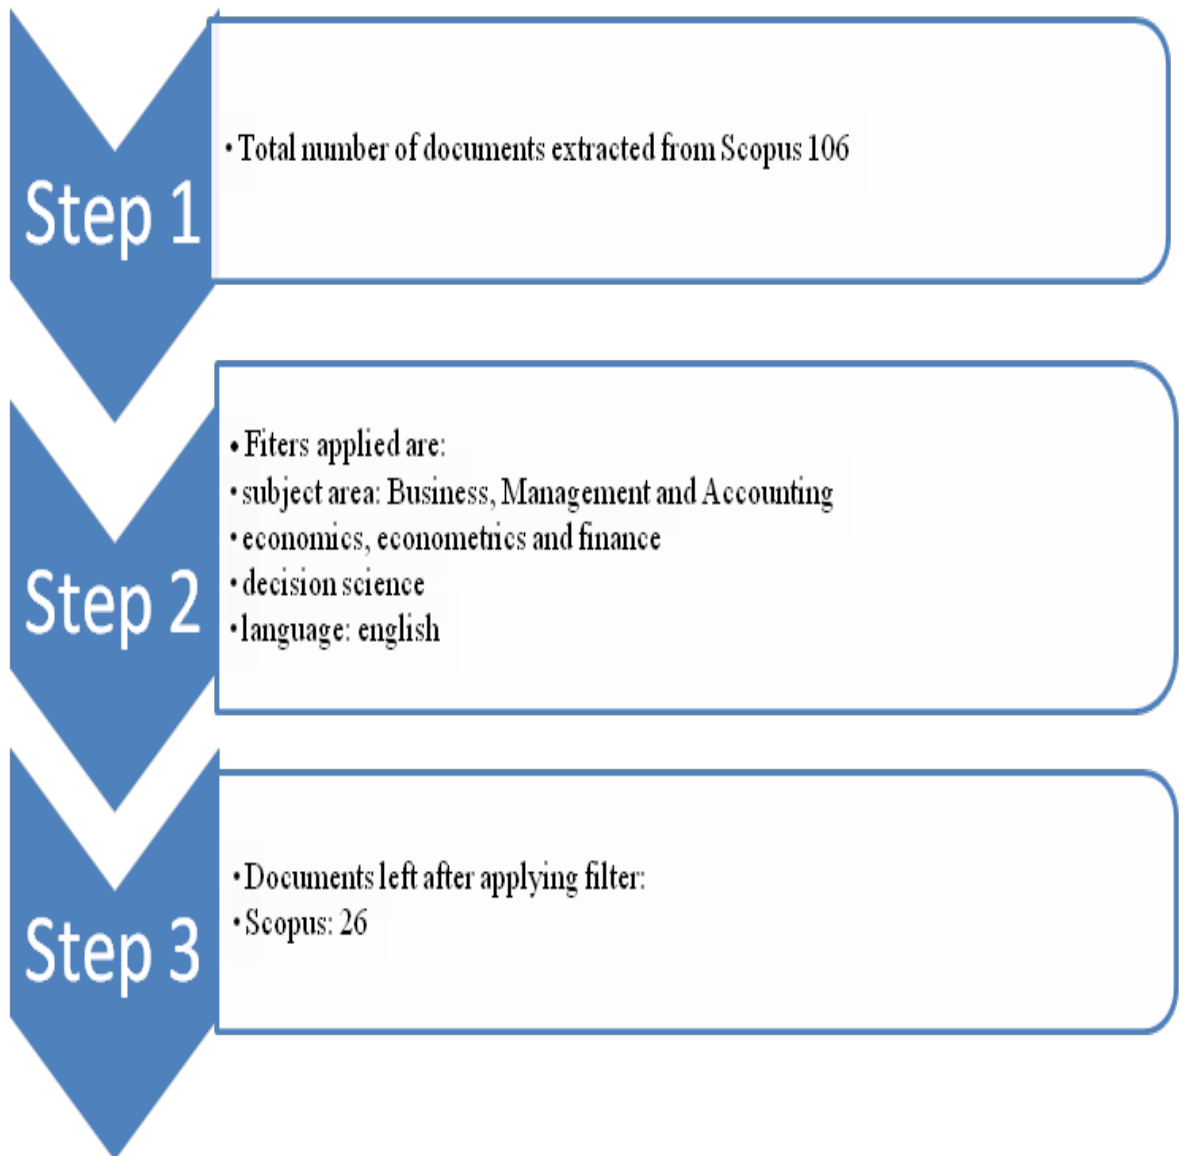 Step 1
• Total number of documents extracted from Scopus 106
Step 2
• Fiters applied are:
• subject area: Business, Management and Accounting
• economics, econometrics and finance
• decision science
• language: english
Step 3
• Documents left after applying filter:
• Scopus: 26